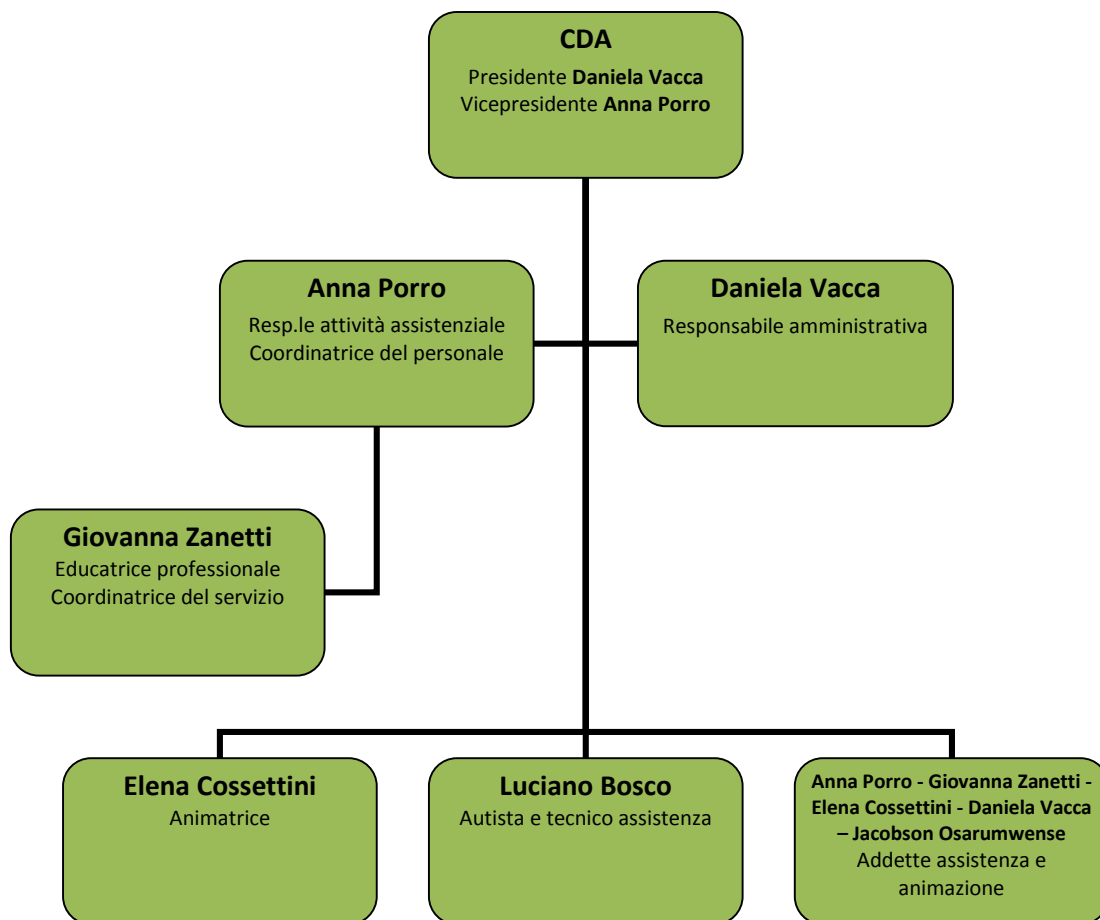 CDA
Presidente Daniela Vacca
Vicepresidente Anna Porro
Anna Porro
Resp.le attività assistenziale
Coordinatrice del personale
Daniela Vacca
Responsabile amministrativa
Giovanna Zanetti
Educatrice professionale
Coordinatrice del servizio
Elena Cossettini
Animatrice
Luciano Bosco
Autista e tecnico assistenza
Anna Porro - Giovanna Zanetti -
Elena Cossettini - Daniela Vacca
– Jacobson Osarumwense
Addette assistenza e
animazione